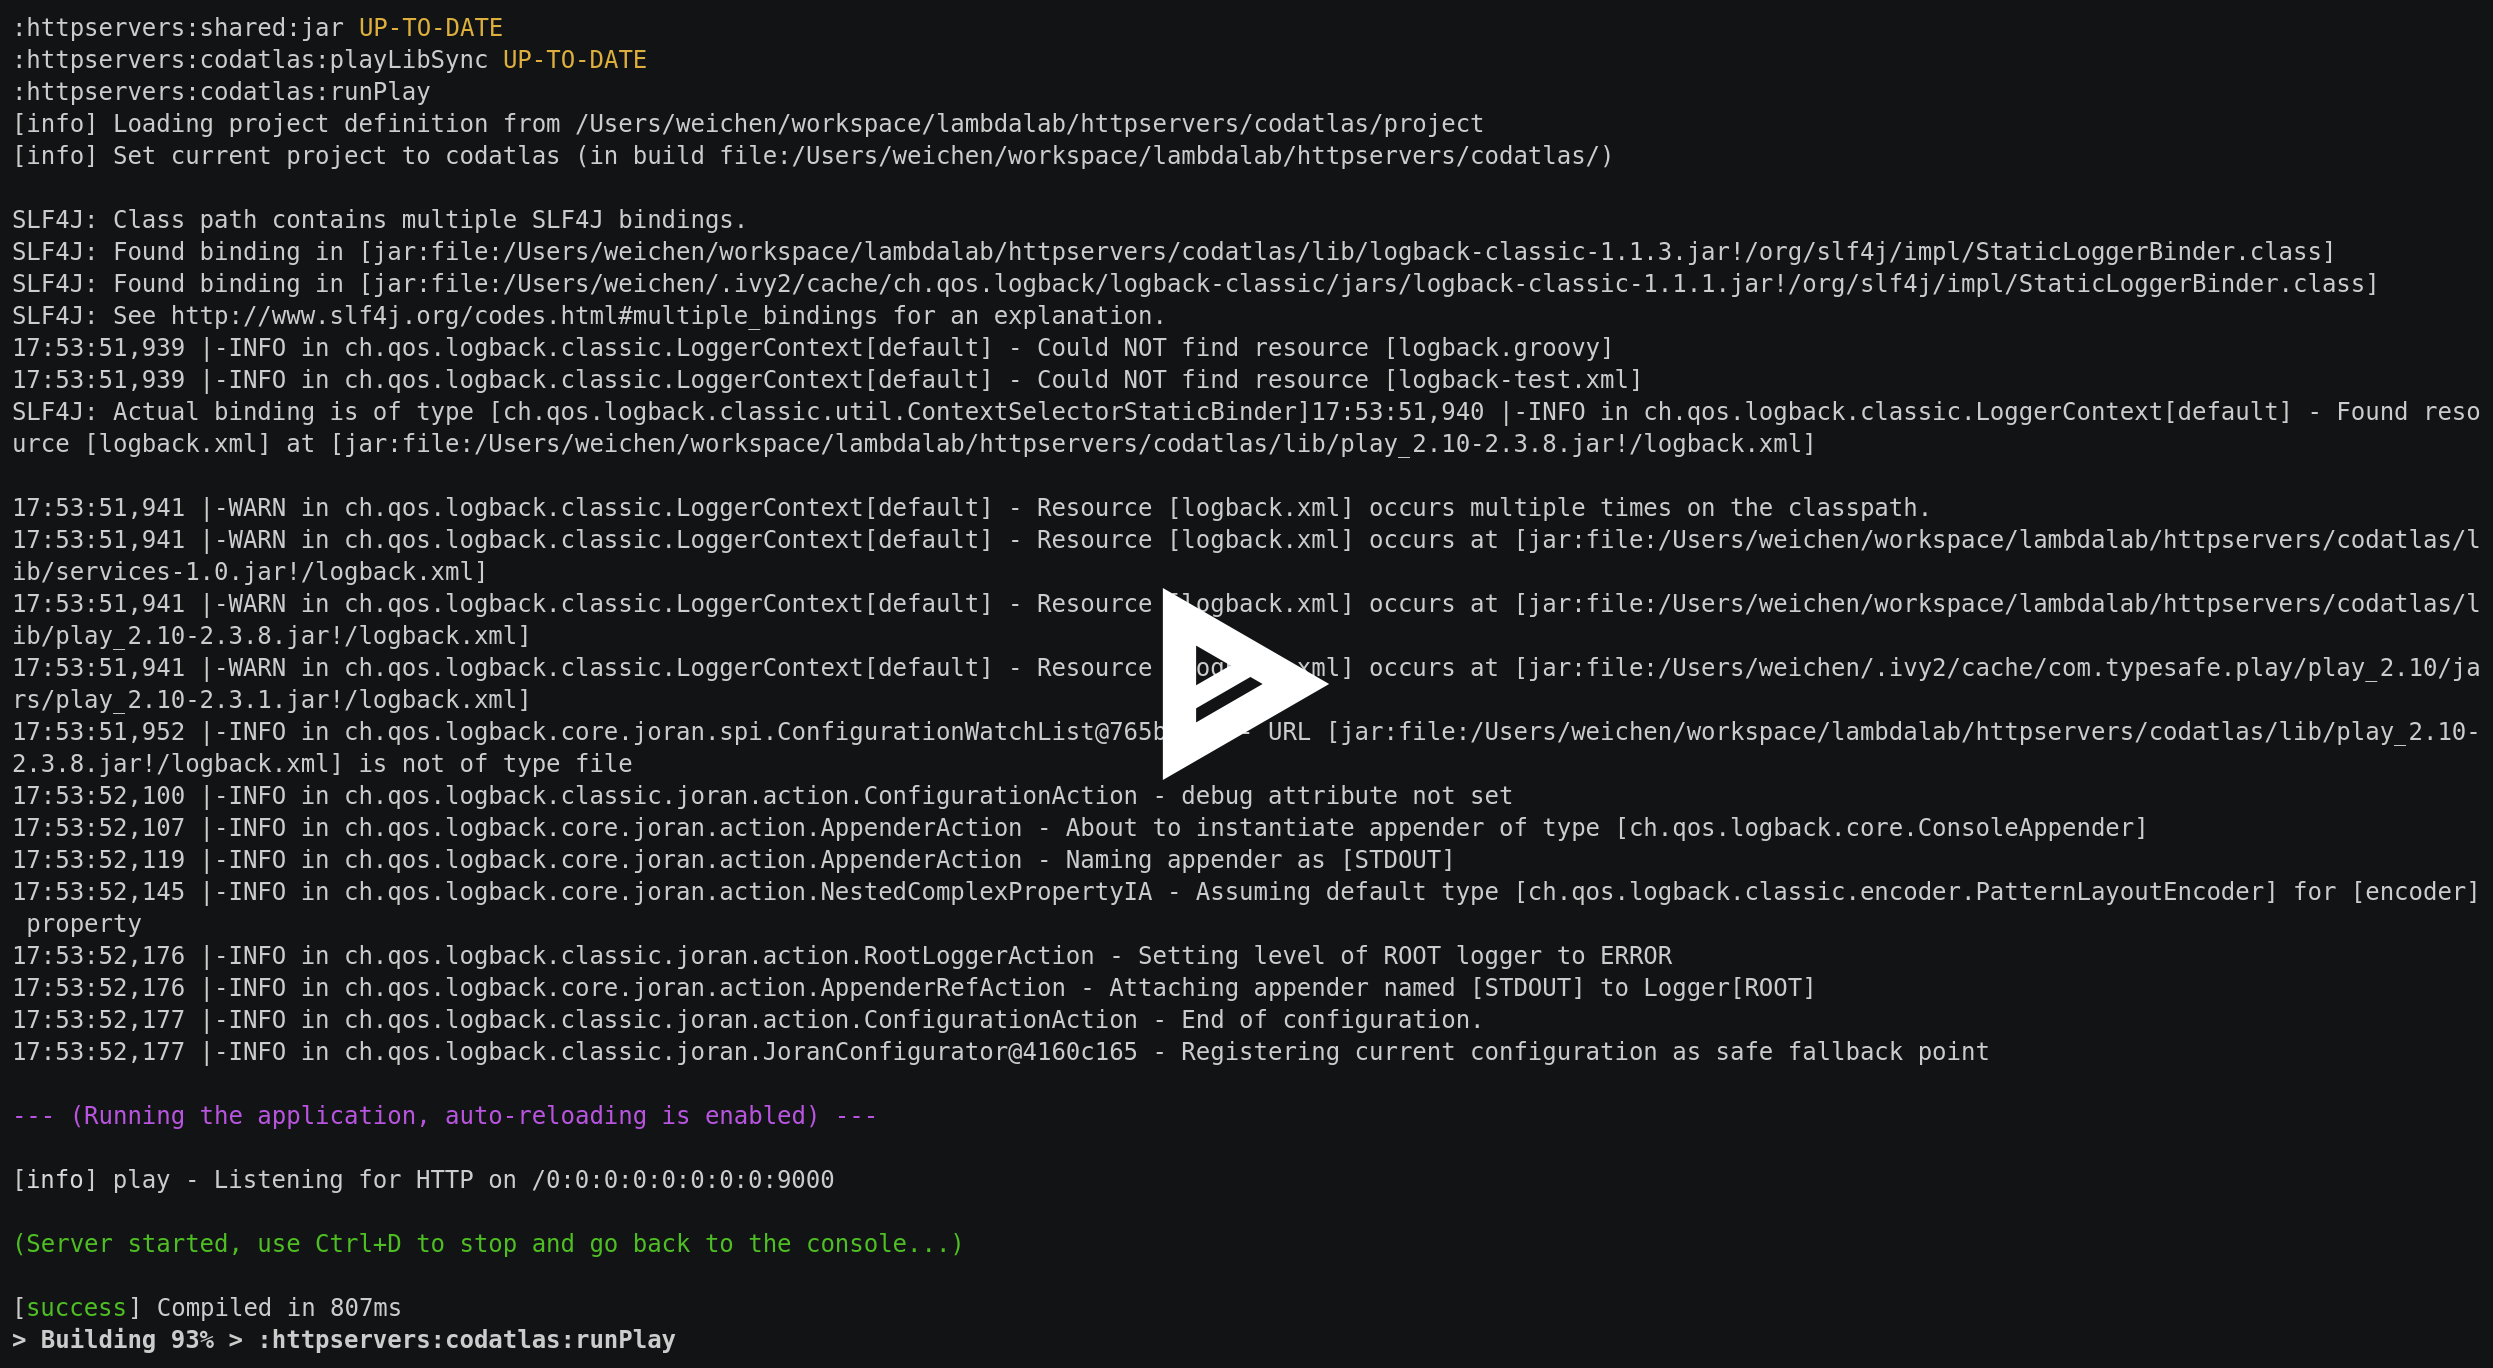 :httpservers:shared:jar UP-TO-DATE
:httpservers:codatlas:playLibSync UP-TO-DATE
:httpservers:codatlas:runPlay
[info] Loading project definition from /Users/weichen/workspace/lambdalab/httpservers/codatlas/project
[info] Set current project to codatlas (in build file:/Users/weichen/workspace/lambdalab/httpservers/codatlas/)
SLF4J: Class path contains multiple SLF4J bindings.
SLF4J: Found binding in [jar:file:/Users/weichen/workspace/lambdalab/httpservers/codatlas/lib/logback-classic-1.1.3.jar!/org/slf4j/impl/StaticLoggerBinder.class]
SLF4J: Found binding in [jar:file:/Users/weichen/.ivy2/cache/ch.qos.logback/logback-classic/jars/logback-classic-1.1.1.jar!/org/slf4j/impl/StaticLoggerBinder.class]
SLF4J: See http://www.slf4j.org/codes.html#multiple_bindings for an explanation.
17:53:51,939 |-INFO in ch.qos.logback.classic.LoggerContext[default] - Could NOT find resource [logback.groovy]
17:53:51,939 |-INFO in ch.qos.logback.classic.LoggerContext[default] - Could NOT find resource [logback-test.xml]
SLF4J: Actual binding is of type [ch.qos.logback.classic.util.ContextSelectorStaticBinder]17:53:51,940 |-INFO in ch.qos.logback.classic.LoggerContext[default] - Found reso
urce [logback.xml] at [jar:file:/Users/weichen/workspace/lambdalab/httpservers/codatlas/lib/play_2.10-2.3.8.jar!/logback.xml]
17:53:51,941 |-WARN in ch.qos.logback.classic.LoggerContext[default] - Resource [logback.xml] occurs multiple times on the classpath.
17:53:51,941 |-WARN in ch.qos.logback.classic.LoggerContext[default] - Resource [logback.xml] occurs at [jar:file:/Users/weichen/workspace/lambdalab/httpservers/codatlas/l
ib/services-1.0.jar!/logback.xml]
17:53:51,941 |-WARN in ch.qos.logback.classic.LoggerContext[default] - Resource [logback.xml] occurs at [jar:file:/Users/weichen/workspace/lambdalab/httpservers/codatlas/l
ib/play_2.10-2.3.8.jar!/logback.xml]
17:53:51,941 |-WARN in ch.qos.logback.classic.LoggerContext[default] - Resource occurs at [jar:file:/Users/weichen/.ivy2/cache/com.typesafe.play/play_2.10/ja
rs/play_2.10-2.3.1.jar!/logback.xml]
17:53:51,952 |-INFO in ch.qos.logback.core.joran.spi.ConfigurationWatchList@765b - URL [jar:file:/Users/weichen/workspace/lambdalab/httpservers/codatlas/lib/play_2.10-
2.3.8.jar!/logback.xml] is not of type file
17:53:52,100 |-INFO in ch.qos.logback.classic.joran.action.ConfigurationAction - debug attribute not set
17:53:52,107 |-INFO in ch.qos.logback.core.joran.action.AppenderAction - About to instantiate appender of type [ch.qos.logback.core.ConsoleAppender]
17:53:52,119 |-INFO in ch.qos.logback.core.joran.action.AppenderAction - Naming appender as [STDOUT]
17:53:52,145 |-INFO in ch.qos.logback.core.joran.action.NestedComplexPropertyIA - Assuming default type [ch.qos.logback.classic.encoder.PatternLayoutEncoder] for [encoder]
property
17:53:52,176 |-INFO in ch.qos.logback.classic.joran.action.RootLoggerAction - Setting level of ROOT logger to ERROR
17:53:52,176 |-INFO in ch.qos.logback.core.joran.action.AppenderRefAction - Attaching appender named [STDOUT] to Logger[ROOT]
17:53:52,177 |-INFO in ch.qos.logback.classic.joran.action.ConfigurationAction - End of configuration.
17:53:52,177 |-INFO in ch.qos.logback.classic.joran.JoranConfigurator@4160c165 - Registering current configuration as safe fallback point
--- (Running the application, auto-reloading is enabled) ---
[info] play - Listening for HTTP on /0:0:0:0:0:0:0:0:9000
(Server started, use Ctrl+D to stop and go back to the console...)
[success] Compiled in 807ms
> Building 93% > :httpservers:codatlas:runPlay